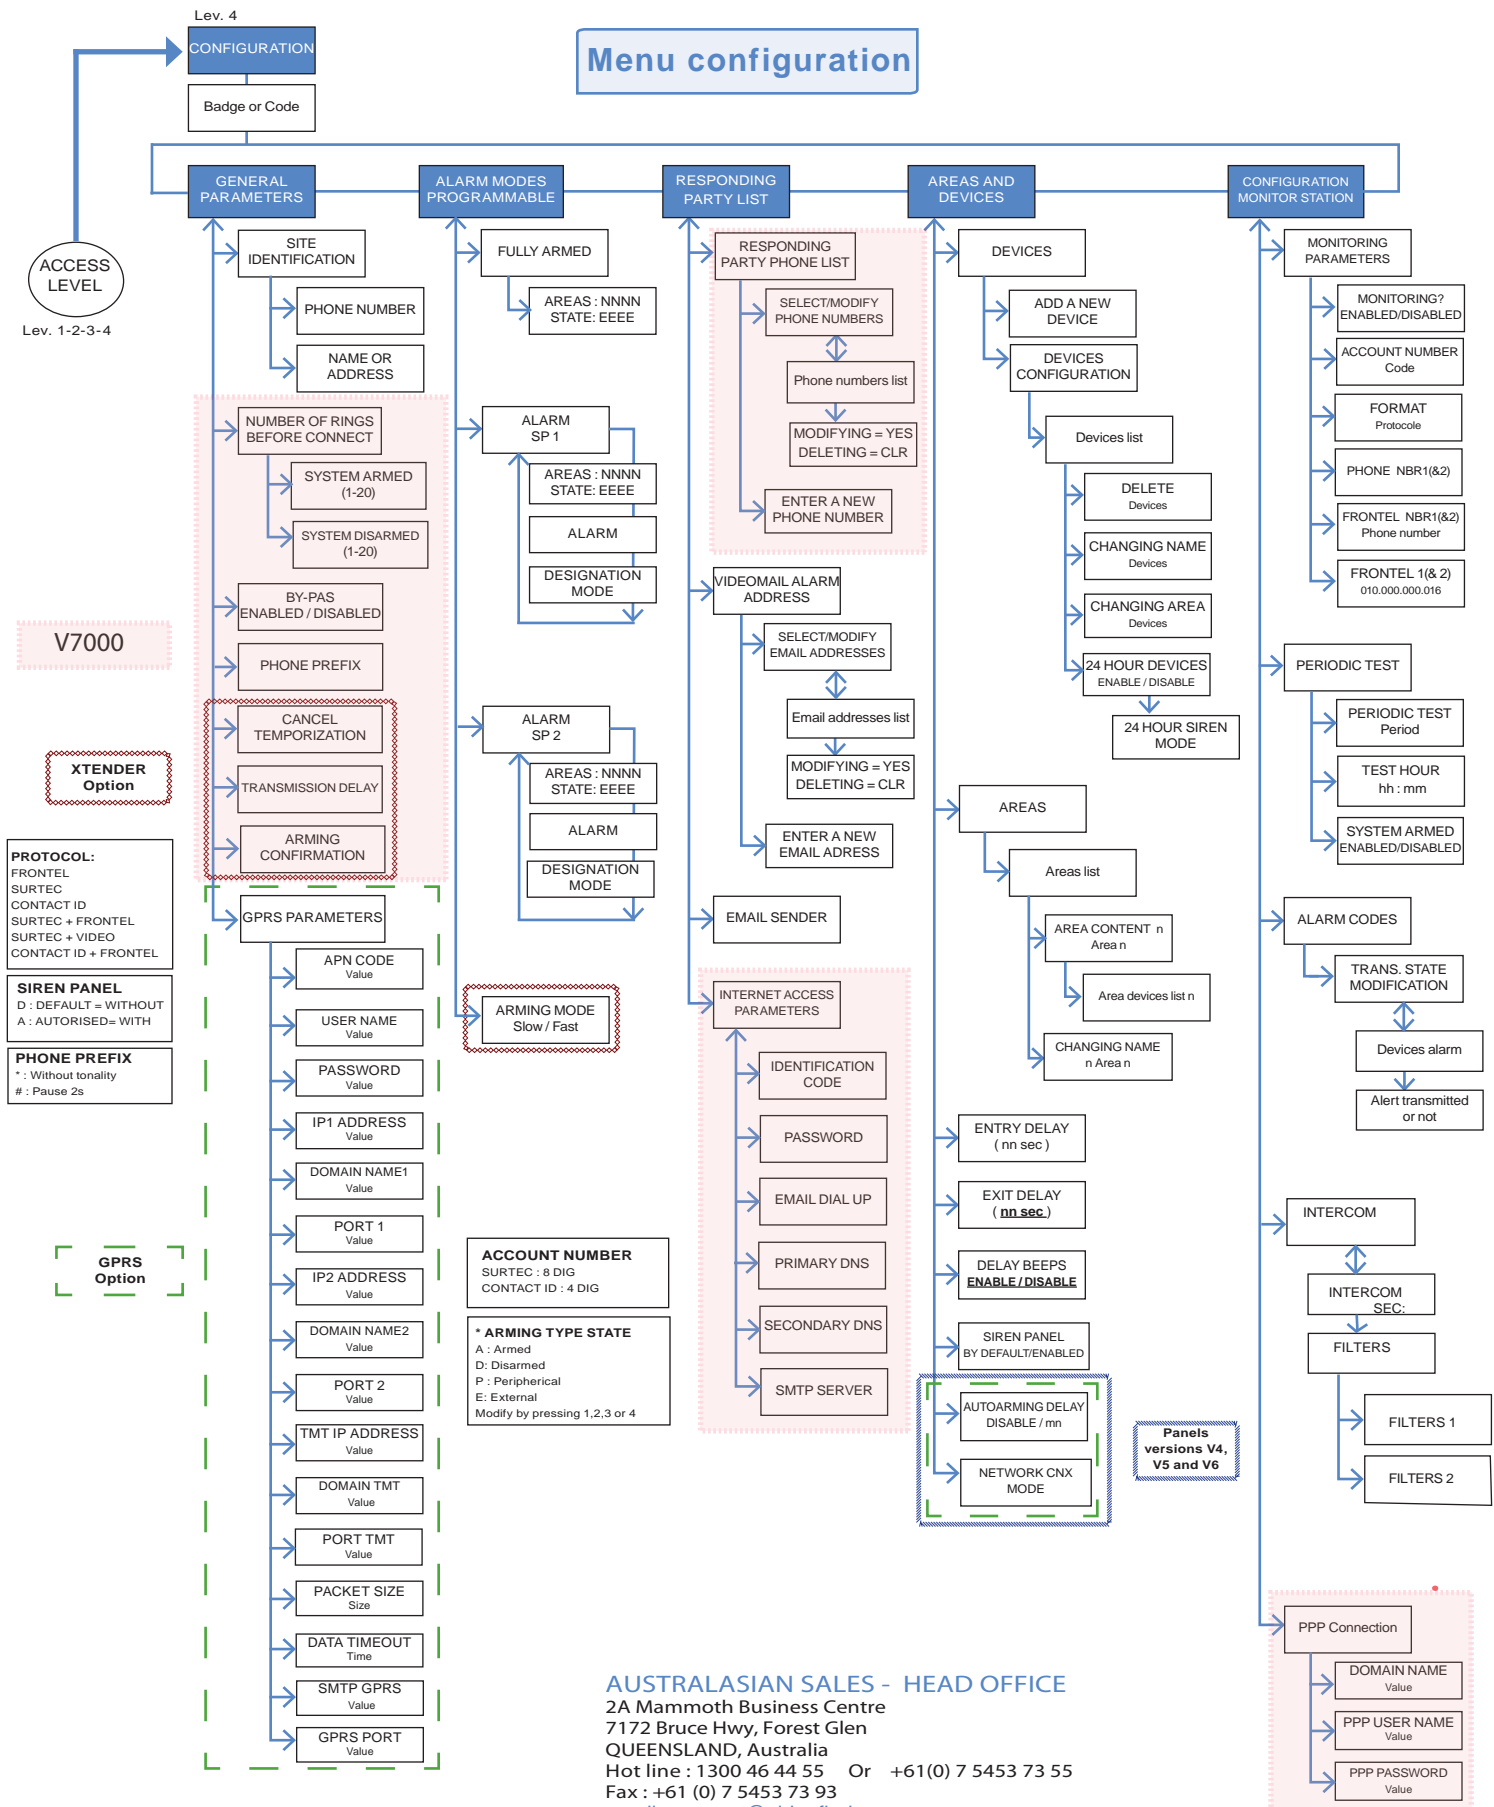 Lev. 4
CONFIGURATION
Menu configuration
Badge or Code
ACCESS
LEVEL
Lev. 1-2-3-4
GENERAL
PARAMETERS
SITE
IDENTIFICATION
PHONE NUMBER
NAME OR
ADDRESS
NUMBER OF RINGS
BEFORE CONNECT
SYSTEM ARMED
(1-20)
SYSTEM DISARMED
(1-20)
BY-PAS
ENABLED / DISABLED
PHONE PREFIX
CANCEL
TEMPORIZATION
TRANSMISSION DELAY
ARMING
CONFIRMATION
GPRS PARAMETERS
APN CODE
Value
USER NAME
Value
PASSWORD
Value
IP1 ADDRESS
Value
DOMAIN NAME1
Value
PORT 1
Value
IP2 ADDRESS
Value
DOMAIN NAME2
Value
PORT 2
Value
TMT IP ADDRESS
Value
DOMAIN TMT
Value
PORT TMT
Value
PACKET SIZE
Size
DATA TIMEOUT
Time
SMTP GPRS
Value
GPRS PORT
Value
V7000
XTENDER
Option
PROTOCOL:
FRONTEL
SURTEC
CONTACT ID
SURTEC + FRONTEL
SURTEC + VIDEO
CONTACT ID + FRONTEL
SIREN PANEL
D : DEFAULT = WITHOUT
A : AUTORISED= WITH
PHONE PREFIX
* : Without tonality
# : Pause 2s
GPRS
Option
ALARM MODES
PROGRAMMABLE
FULLY ARMED
AREAS : NNNN
STATE: EEEE
ALARM
SP 1
AREAS : NNNN
STATE: EEEE
ALARM
DESIGNATION
MODE
ALARM
SP 2
AREAS : NNNN
STATE: EEEE
ALARM
DESIGNATION
MODE
ARMING MODE
Slow / Fast
ACCOUNT NUMBER
SURTEC : 8 DIG
CONTACT ID : 4 DIG
* ARMING TYPE STATE
A : Armed
D: Disarmed
P : Peripherical
E: External
Modify by pressing 1,2,3 or 4
RESPONDING
PARTY LIST
RESPONDING
PARTY PHONE LIST
SELECT/MODIFY
PHONE NUMBERS
Phone numbers list
MODIFYING = YES
DELETING = CLR
ENTER A NEW
PHONE NUMBER
VIDEOMAIL ALARM
ADDRESS
SELECT/MODIFY
EMAIL ADDRESSES
Email addresses list
MODIFYING = YES
DELETING = CLR
ENTER A NEW
EMAIL ADRESS
EMAIL SENDER
INTERNET ACCESS
PARAMETERS
IDENTIFICATION
CODE
PASSWORD
EMAIL DIAL UP
PRIMARY DNS
SECONDARY DNS
SMTP SERVER
AREAS AND
DEVICES
DEVICES
ADD A NEW
DEVICE
DEVICES
CONFIGURATION
Devices list
DELETE
Devices
CHANGING NAME
Devices
CHANGING AREA
Devices
24 HOUR DEVICES
ENABLE / DISABLE
24 HOUR SIREN
MODE
AREAS
Areas list
AREA CONTENT n
Area n
Area devices list n
CHANGING NAME
n Area n
ENTRY DELAY
( nn sec )
EXIT DELAY
( nn sec )
DELAY BEEPS
ENABLE / DISABLE
SIREN PANEL
BY DEFAULT/ENABLED
AUTOARMING DELAY
DISABLE / mn
NETWORK CNX
MODE
Panels
versions V4,
V5 and V6
CONFIGURATION
MONITOR STATION
MONITORING
PARAMETERS
MONITORING?
ENABLED/DISABLED
ACCOUNT NUMBER
Code
FORMAT
Protocole
PHONE NBR1(&2)
FRONTEL NBR1(&2)
Phone number
FRONTEL 1(& 2)
010.000.000.016
PERIODIC TEST
PERIODIC TEST
Period
TEST HOUR
hh : mm
SYSTEM ARMED
ENABLED/DISABLED
ALARM CODES
TRANS. STATE
MODIFICATION
Devices alarm
Alert transmitted
or not
INTERCOM
INTERCOM
SEC:
FILTERS
FILTERS 1
FILTERS 2
PPP Connection
DOMAIN NAME
Value
PPP USER NAME
Value
PPP PASSWORD
Value
AUSTRALASIAN SALES - HEAD OFFICE
2A Mammoth Business Centre
7172 Bruce Hwy, Forest Glen
QUEENSLAND, Australia
Hot line : 1300 46 44 55 Or +61(0) 7 5453 73 55
Fax : +61 (0) 7 5453 73 93